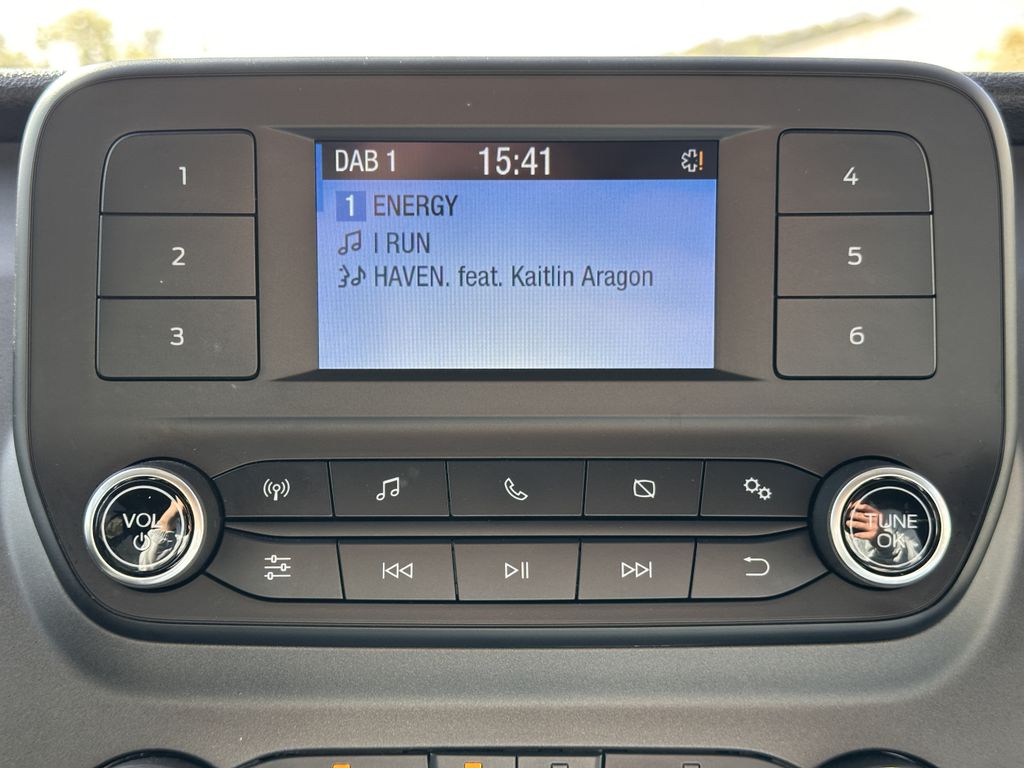 DAB 1 15:41
1 ENERGY
I RUN
HAVEN. feat. Kaitlin Aragon
1
2
3
4
5
6
VOL
TUNE
OK